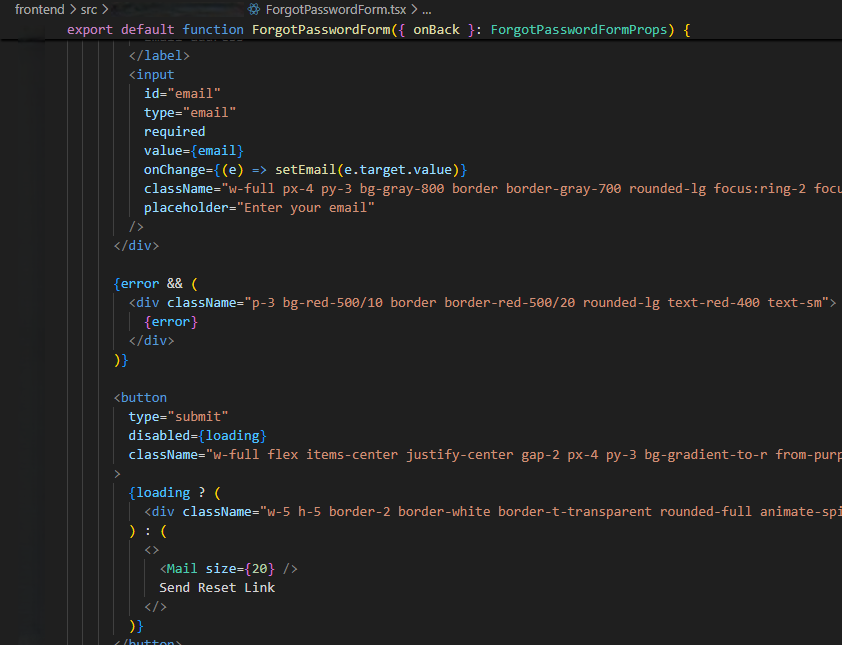 frontend > src > ForgotPasswordForm.tsx > ...
export default function ForgotPasswordForm({ onBack }: ForgotPasswordFormProps) {
</label>
<input
id="email"
type="email"
required
value={email}
onChange={(e) => setEmail(e.target.value)}
className="w-full px-4 py-3 bg-gray-800 border border-gray-700 rounded-lg focus:ring-2 focu
placeholder="Enter your email"
/>
</div>
{error && (
<div className="p-3 bg-red-500/10 border border-red-500/20 rounded-lg text-red-400 text-sm">
{error}
</div>
)}
<button
type="submit"
disabled={loading}
className="w-full flex items-center justify-center gap-2 px-4 py-3 bg-gradient-to-r from-purp
>
{loading ? (
<div className="w-5 h-5 border-2 border-white border-t-transparent rounded-full animate-spi
) : (
<>
<Mail size={20} />
Send Reset Link
</>
)}
</button>